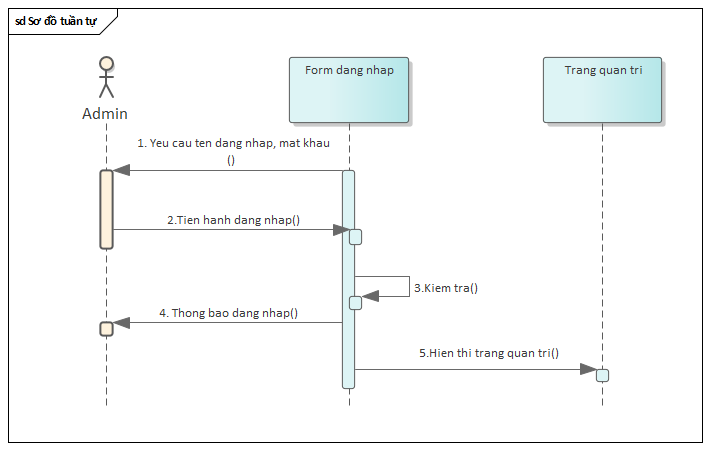 sd Sơ đồ tuần tự
Form dang nhap
Trang quan tri
Admin
1. Yeu cau ten dang nhap, mat khau
()
2.Tien hanh dang nhap()
3.Kiem tra()
4. Thong bao dang nhap()
5.Hien thi trang quan tri()